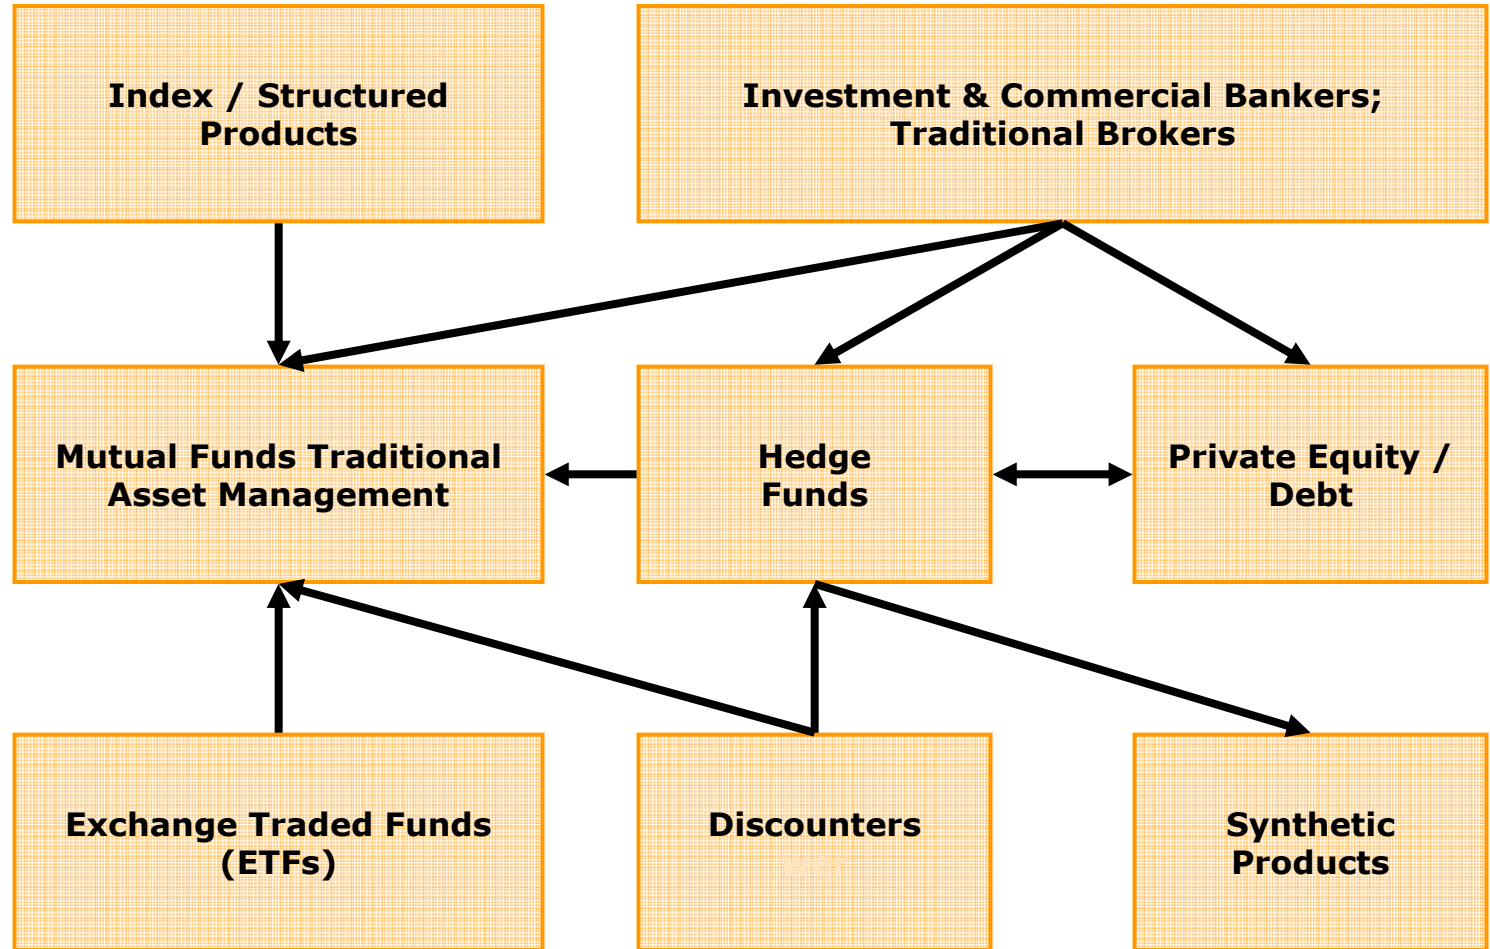 Index / Structured
Products
Investment & Commercial Bankers;
Traditional Brokers
Mutual Funds Traditional
Asset Management
Hedge
Funds
Private Equity /
Debt
Exchange Traded Funds
(ETFs)
Discounters
Synthetic
Products